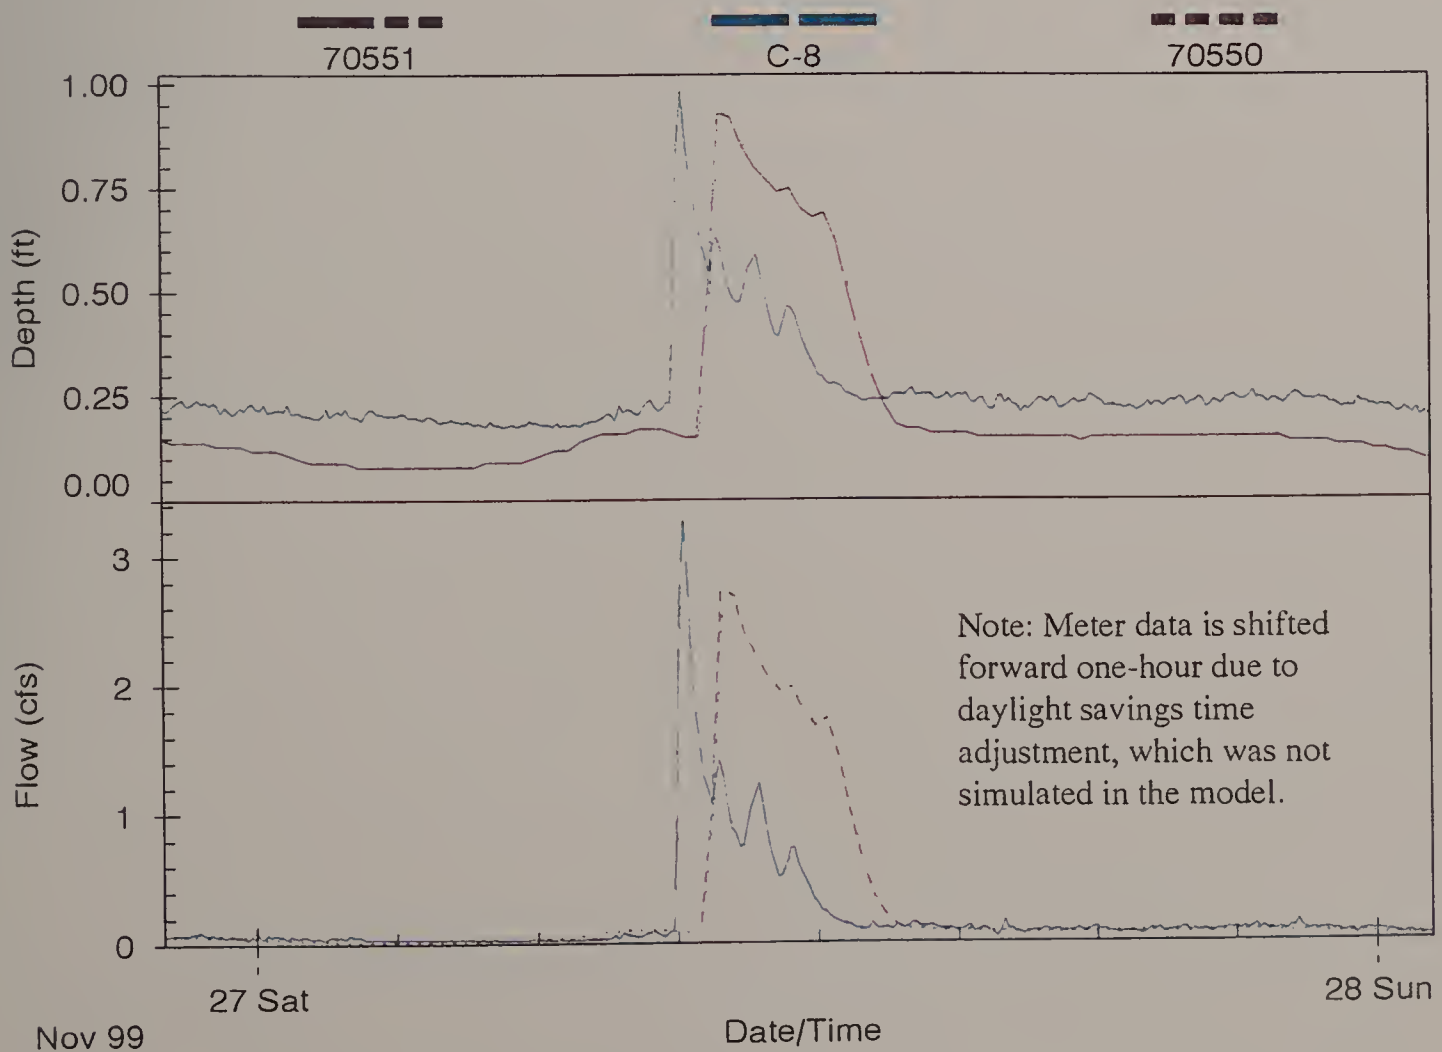 70551 C-8 70550
1.00
0.75
0.50
0.25
0.00
Depth (ft)
3
2
1
0
Flow (cfs)
Note: Meter data is shifted
forward one-hour due to
daylight savings time
adjustment, which was not
simulated in the model.
27 Sat 28 Sun
Nov 99 Date/Time